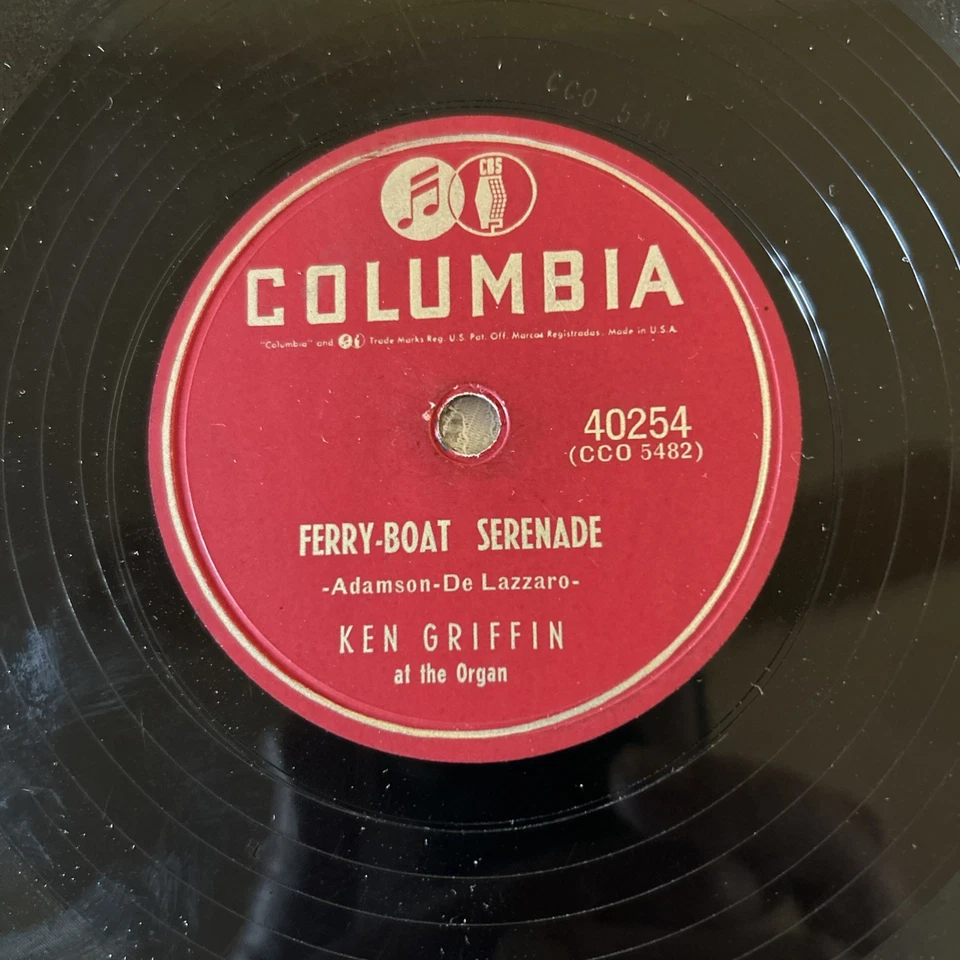 CBS
COLUMBIA
"Columbia" and Trade Marks Reg. U.S. Pat. Off. Marcas Registradas. Made in U.S.A.
40254
(CCO 5482)
FERRY-BOAT SERENADE
-Adamson-De Lazzaro-
KEN GRIFFIN
at the Organ